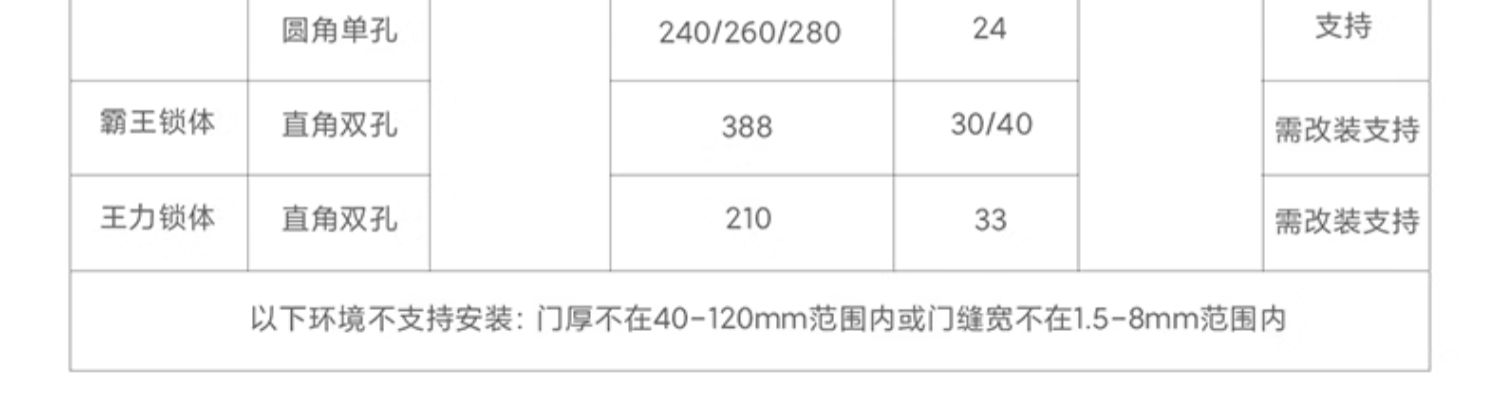 圆角单孔 240/260/280 24 支持
霸王锁体 直角双孔 388 30/40 需改装支持
王力锁体 直角双孔 210 33 需改装支持
以下环境不支持安装：门厚不在40-120mm范围内或门缝宽不在1.5-8mm范围内